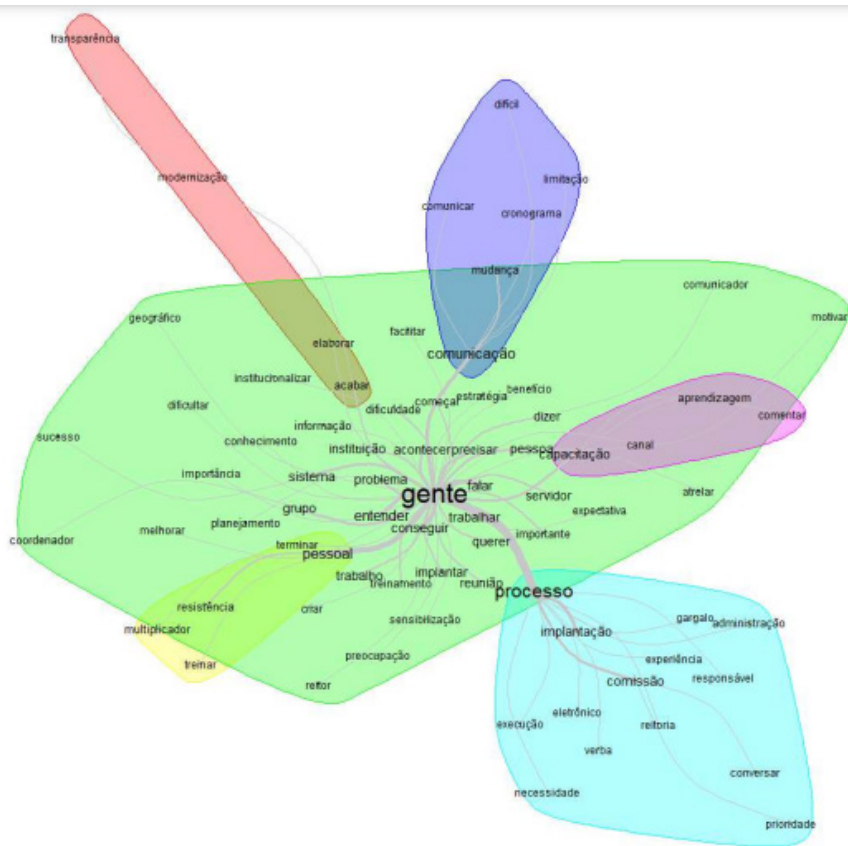 transparência
difícil
modernização
limitação
comunicar
cronograma
mudança
comunicador
geográfico
motivar
facilitar
elaborar
comunicação
institucionalizar
acabar
benefício
estratégia
aprendizagem
começar
dificultar
dificuldade
dizer
comentar
informação
sucesso
conhecimento
canal
instituição
acontecer
precisar
pessoa
capacitação
importância
sistema
problema
falar
gente
servidor
atrelar
grupo
entender
trabalhar
expectativa
planejamento
melhorar
conseguir
importante
coordenador
terminar
querer
pessoal
implantar
trabalho
treinamento
reunião
processo
resistência
criar
sensibilização
gargalo
administração
multiplicador
implantação
preocupação
experiência
treinar
responsável
reitor
comissão
eletrônico
execução
reitoria
verba
conversar
necessidade
prioridade